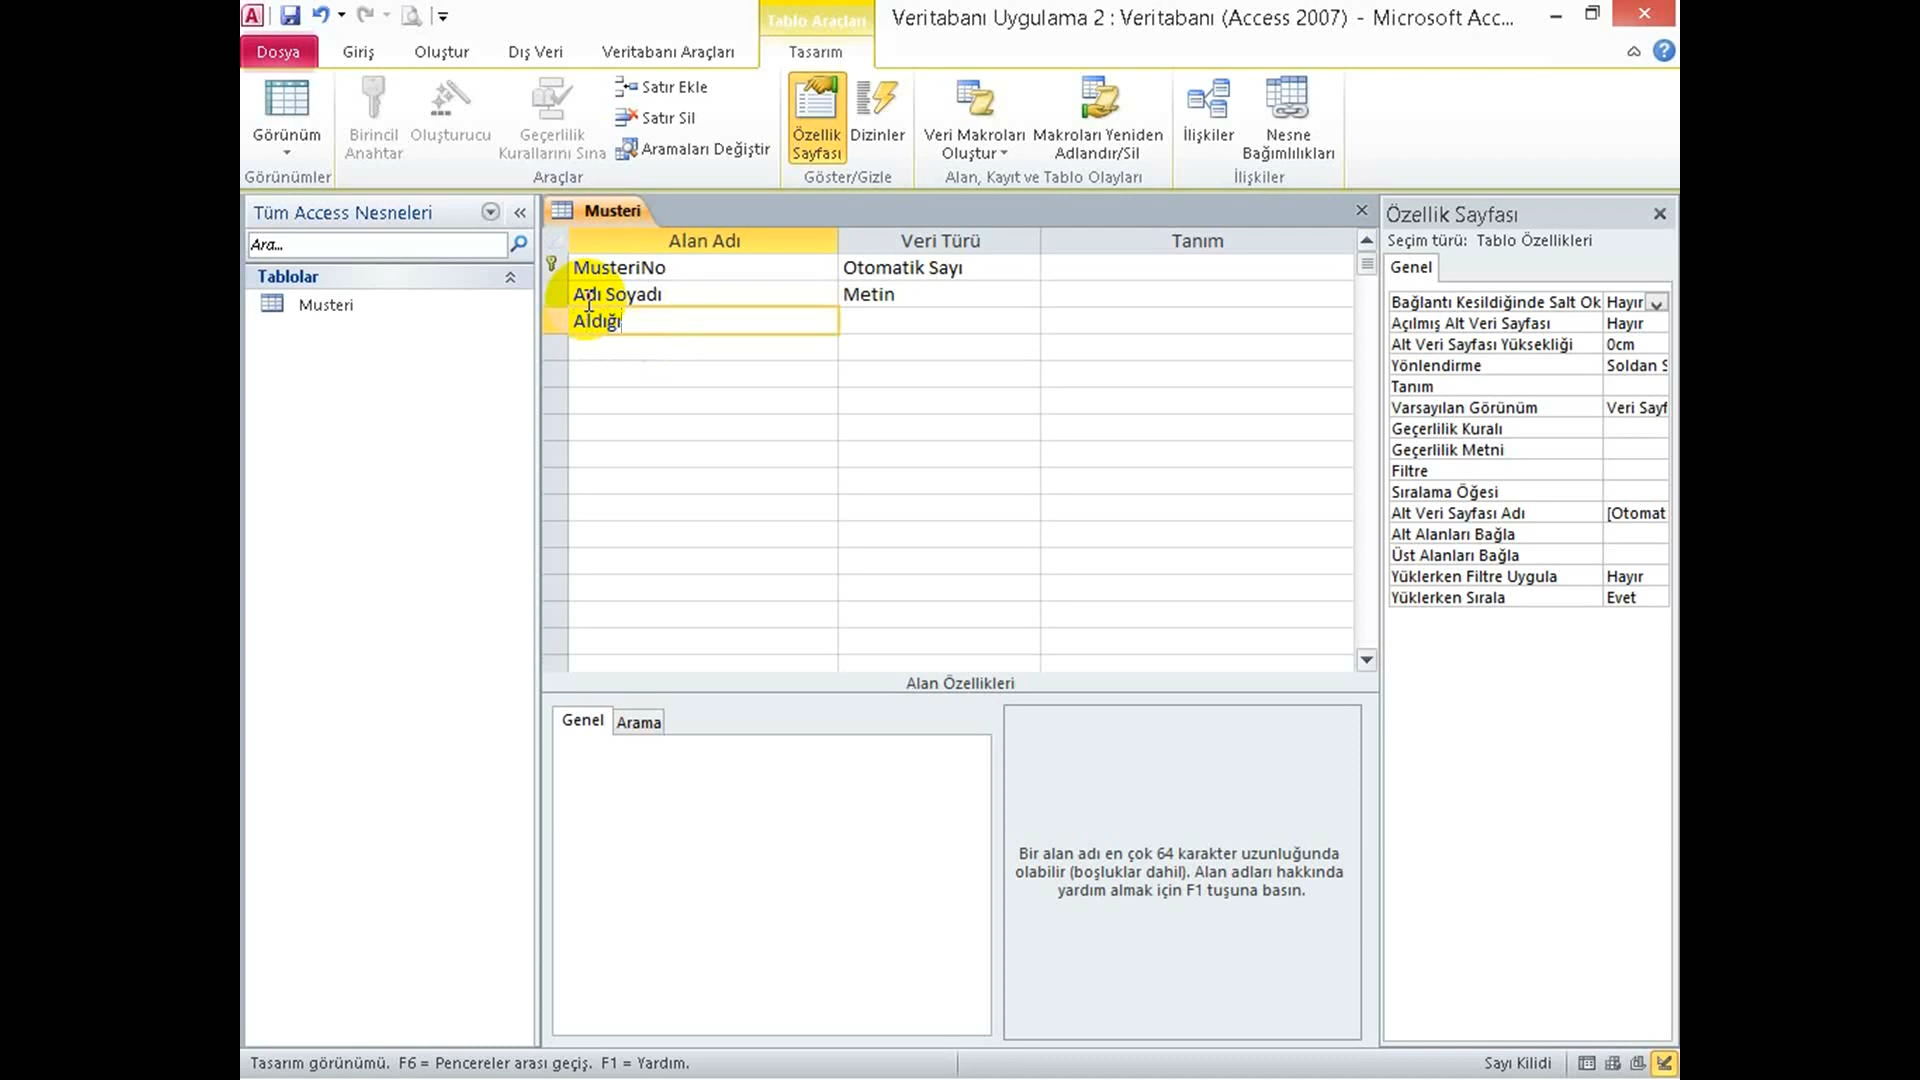 Tablo Araçları
Veritabanı Uygulama 2 : Veritabanı (Access 2007) - Microsoft Acc...
Dosya
Giriş
Oluştur
Dış Veri
Veritabanı Araçları
Tasarım
Görünüm
Birincil Anahtar
Oluşturucu
Geçerlilik Kurallarını Sına
Satır Ekle
Satır Sil
Aramaları Değiştir
Özellik Sayfası
Dizinler
Veri Makroları Oluştur
Makroları Yeniden Adlandır/Sil
İlişkiler
Nesne Bağımlılıkları
Görünümler
Araçlar
Göster/Gizle
Alan, Kayıt ve Tablo Olayları
İlişkiler
Tüm Access Nesneleri
Ara...
Tablolar
Musteri
Musteri
Alan Adı Veri Türü Tanım
MusteriNo Otomatik Sayı
Adı Soyadı Metin
Aldığı
Alan Özellikleri
Genel Arama
Bir alan adı en çok 64 karakter uzunluğunda
olabilir (boşluklar dahil). Alan adları hakkında
yardım almak için F1 tuşuna basın.
Özellik Sayfası
Seçim türü: Tablo Özellikleri
Genel
Bağlantı Kesildiğinde Salt Ok Hayır
Açılmış Alt Veri Sayfası Hayır
Alt Veri Sayfası Yüksekliği 0cm
Yönlendirme Soldan S
Tanım
Varsayılan Görünüm Veri Sayf
Geçerlilik Kuralı
Geçerlilik Metni
Filtre
Sıralama Öğesi
Alt Veri Sayfası Adı [Otomat
Alt Alanları Bağla
Üst Alanları Bağla
Yüklerken Filtre Uygula Hayır
Yüklerken Sırala Evet
Tasarım görünümü. F6 = Pencereler arası geçiş. F1 = Yardım.
Sayı Kilidi